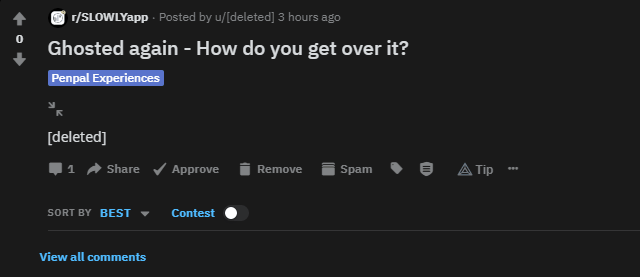 r/SLOWLYapp · Posted by u/[deleted] 3 hours ago
0
Ghosted again - How do you get over it?
Penpal Experiences
[deleted]
1 Share Approve Remove Spam Tip ···
SORT BY BEST Contest
View all comments